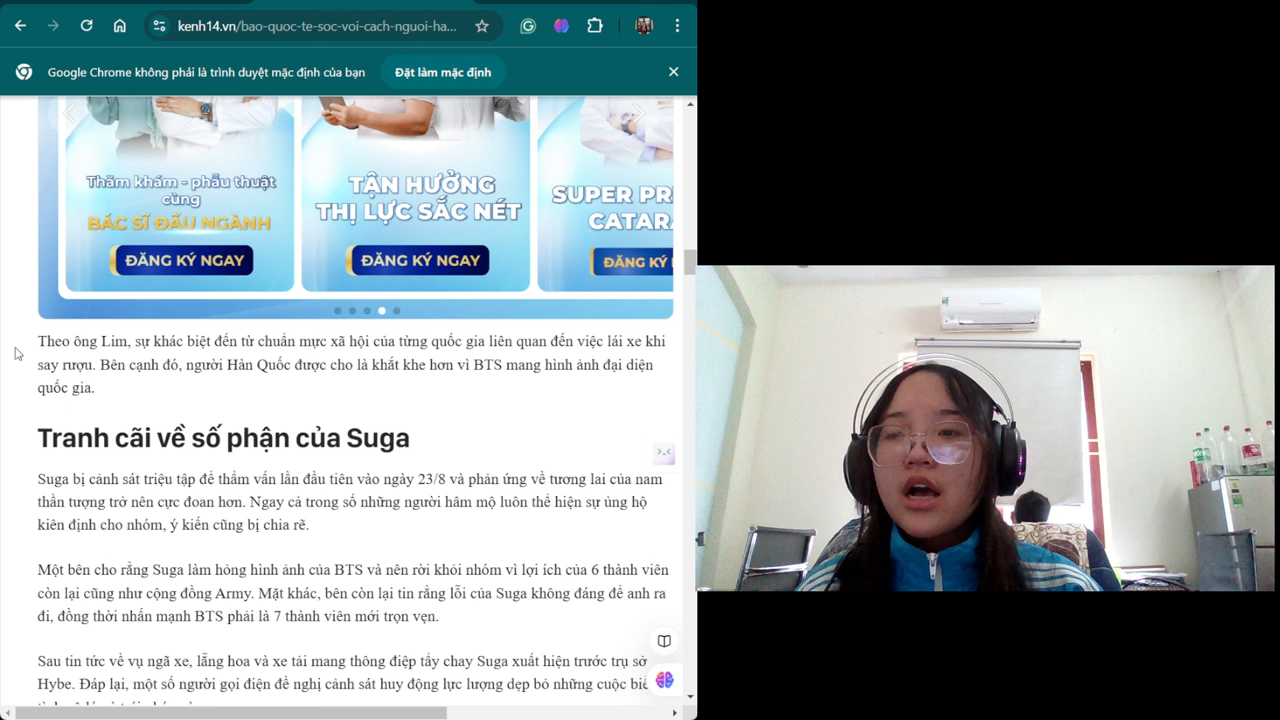 kenh14.vn/bao-quoc-te-soc-voi-cach-nguoi-ha...
Google Chrome không phải là trình duyệt mặc định của bạn
Đặt làm mặc định
Thăm khám - phẫu thuật
cùng
BÁC SĨ ĐẦU NGÀNH
ĐĂNG KÝ NGAY
TẬN HƯỞNG
THỊ LỰC SẮC NÉT
ĐĂNG KÝ NGAY
SUPER PR
CATAR
ĐĂNG KÝ
Theo ông Lim, sự khác biệt đến từ chuẩn mực xã hội của từng quốc gia liên quan đến việc lái xe khi
say rượu. Bên cạnh đó, người Hàn Quốc được cho là khắt khe hơn vì BTS mang hình ảnh đại diện
quốc gia.
Tranh cãi về số phận của Suga
Suga bị cảnh sát triệu tập để thẩm vấn lần đầu tiên vào ngày 23/8 và phản ứng về tương lai của nam
thần tượng trở nên cực đoan hơn. Ngay cả trong số những người hâm mộ luôn thể hiện sự ủng hộ
kiên định cho nhóm, ý kiến cũng bị chia rẽ.
Một bên cho rằng Suga làm hỏng hình ảnh của BTS và nên rời khỏi nhóm vì lợi ích của 6 thành viên
còn lại cũng như cộng đồng Army. Mặt khác, bên còn lại tin rằng lỗi của Suga không đáng để anh ra
đi, đồng thời nhấn mạnh BTS phải là 7 thành viên mới trọn vẹn.
Sau tin tức về vụ ngã xe, lẵng hoa và xe tải mang thông điệp tẩy chay Suga xuất hiện trước trụ sở
Hybe. Đáp lại, một số người gọi điện đề nghị cảnh sát huy động lực lượng dẹp bỏ những cuộc